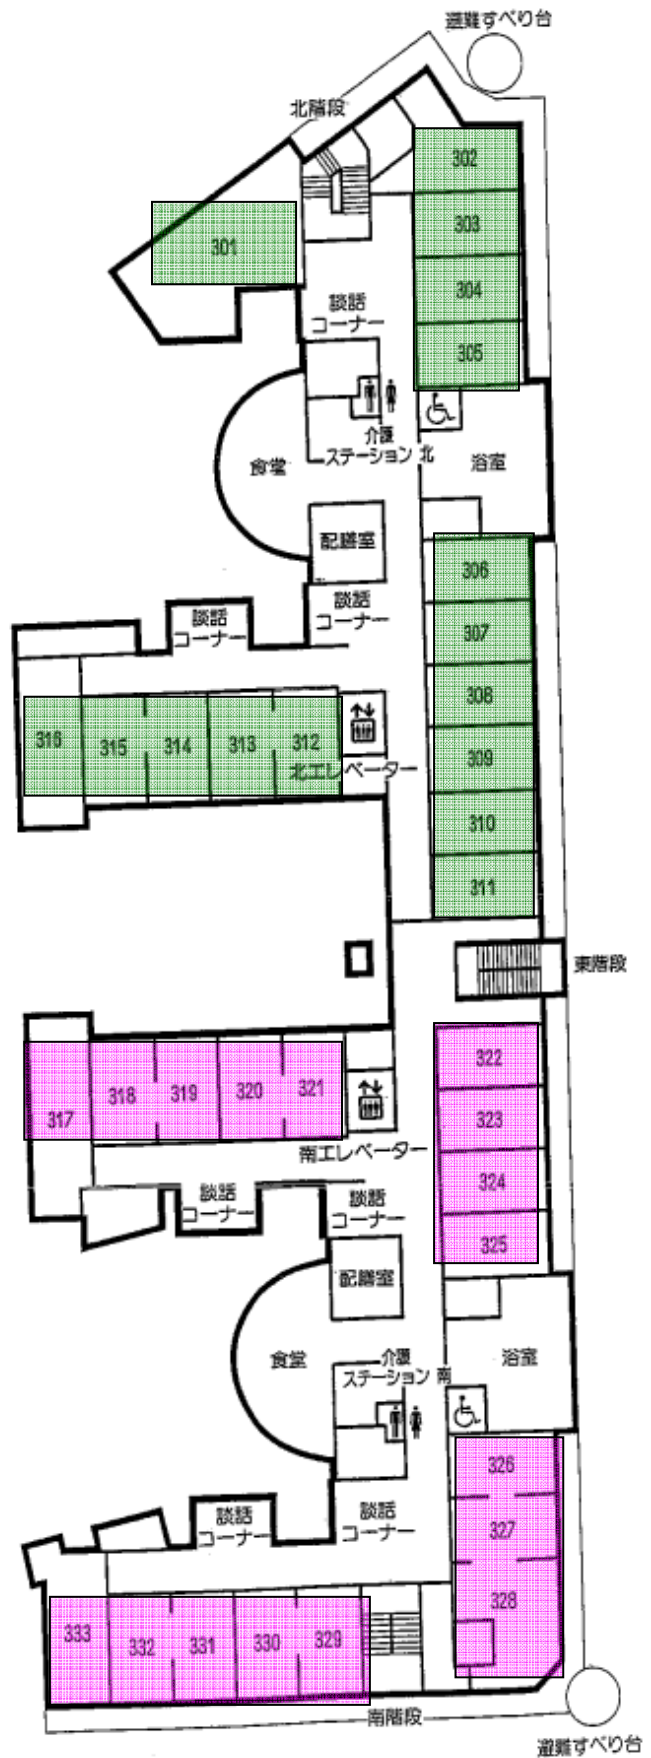 避難すべり台
北階段
302
303
301
304
談話
コーナー
305
介護
ステーション 北
食堂
浴室
配膳室
306
談話
コーナー
談話
コーナー
307
308
316
315
314
313
312
309
北エレベーター
310
311
東階段
322
317
318
319
320
321
323
南エレベーター
324
談話
コーナー
談話
コーナー
325
配膳室
食堂
介護
ステーション 南
浴室
326
談話
コーナー
談話
コーナー
327
328
333
332
331
330
329
南階段
避難すべり台